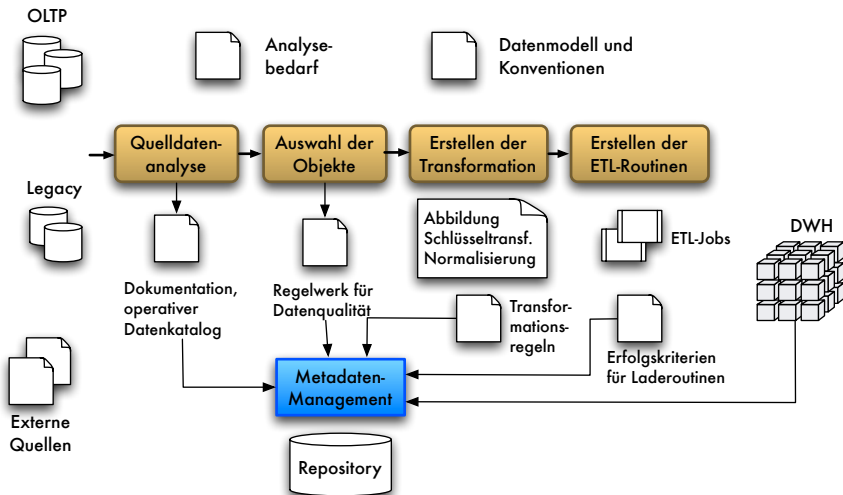 OLTP
Analyse-
bedarf
Datenmodell und
Konventionen
Quelldaten-
analyse
Auswahl der
Objekte
Erstellen der
Transformation
Erstellen der
ETL-Routinen
Legacy
Abbildung
Schlüsseltransf.
Normalisierung
ETL-Jobs
DWH
Dokumentation,
operativer
Datenkatalog
Regelwerk für
Datenqualität
Transfor-
mations-
regeln
Erfolgskriterien
für Laderoutinen
Metadaten-
Management
Externe
Quellen
Repository